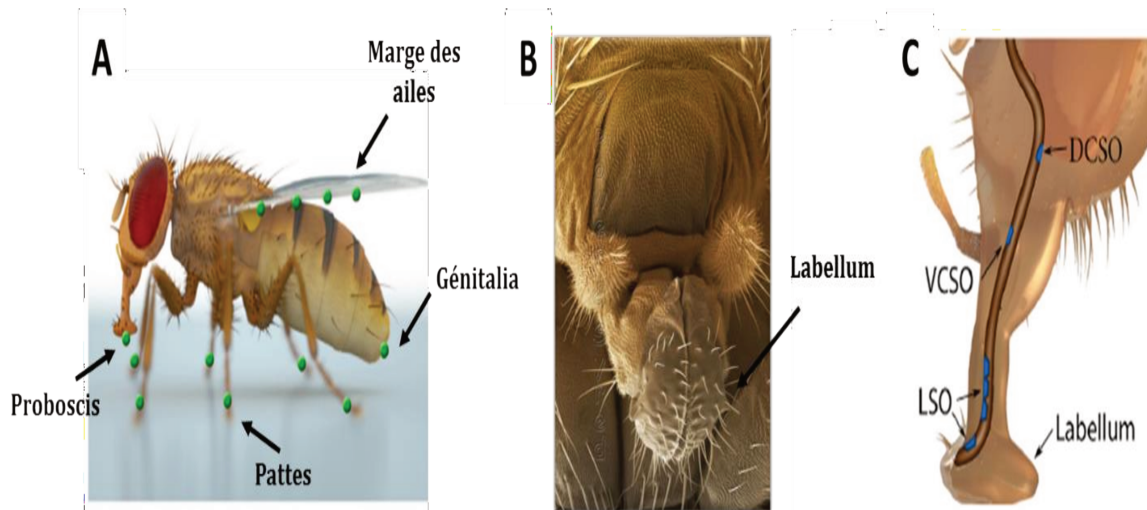 A
Marge des
ailes
Génitalia
Proboscis
Pattes
B
Labellum
C
DCSO
VCSO
LSO
Labellum